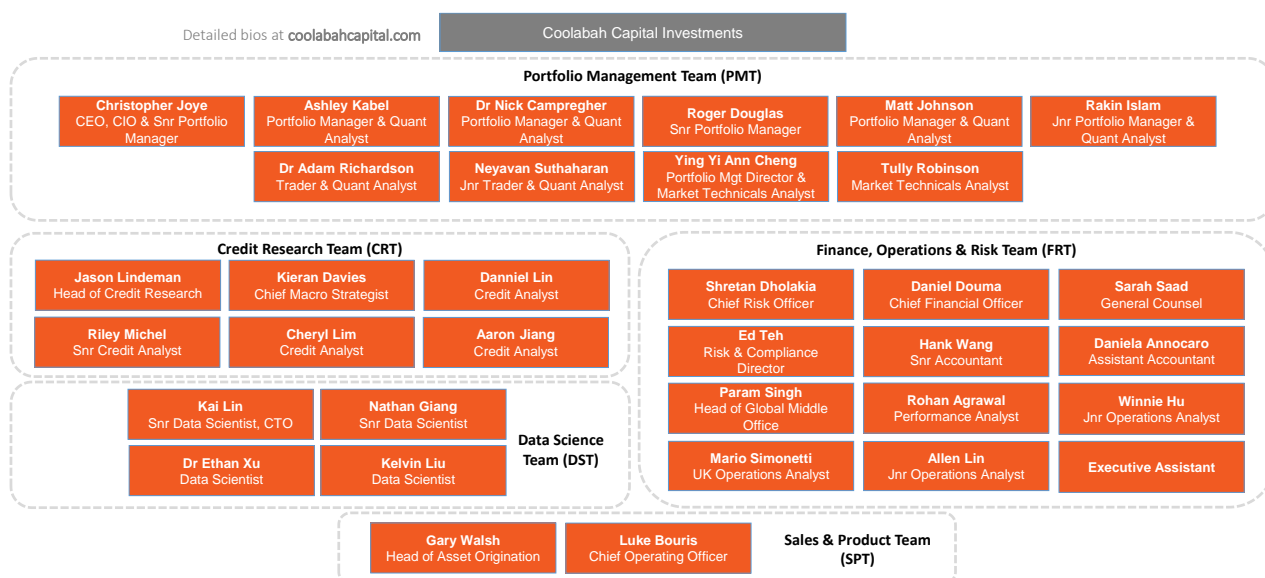 Detailed bios at coolabahcapital.com
Coolabah Capital Investments
Portfolio Management Team (PMT)
Christopher Joye
CEO, CIO & Snr Portfolio
Manager
Ashley Kabel
Portfolio Manager & Quant
Analyst
Dr Nick Campregher
Portfolio Manager & Quant
Analyst
Roger Douglas
Snr Portfolio Manager
Matt Johnson
Portfolio Manager & Quant
Analyst
Rakin Islam
Jnr Portfolio Manager &
Quant Analyst
Dr Adam Richardson
Trader & Quant Analyst
Neyavan Suthaharan
Jnr Trader & Quant Analyst
Ying Yi Ann Cheng
Portfolio Mgt Director &
Market Technicals Analyst
Tully Robinson
Market Technicals Analyst
Credit Research Team (CRT)
Jason Lindeman
Head of Credit Research
Kieran Davies
Chief Macro Strategist
Danniel Lin
Credit Analyst
Riley Michel
Snr Credit Analyst
Cheryl Lim
Credit Analyst
Aaron Jiang
Credit Analyst
Finance, Operations & Risk Team (FRT)
Shretan Dholakia
Chief Risk Officer
Daniel Douma
Chief Financial Officer
Sarah Saad
General Counsel
Ed Teh
Risk & Compliance
Director
Hank Wang
Snr Accountant
Daniela Annocaro
Assistant Accountant
Param Singh
Head of Global Middle
Office
Rohan Agrawal
Performance Analyst
Winnie Hu
Jnr Operations Analyst
Mario Simonetti
UK Operations Analyst
Allen Lin
Jnr Operations Analyst
Executive Assistant
Kai Lin
Snr Data Scientist, CTO
Nathan Giang
Snr Data Scientist
Dr Ethan Xu
Data Scientist
Kelvin Liu
Data Scientist
Data Science
Team (DST)
Gary Walsh
Head of Asset Origination
Luke Bouris
Chief Operating Officer
Sales & Product Team
(SPT)